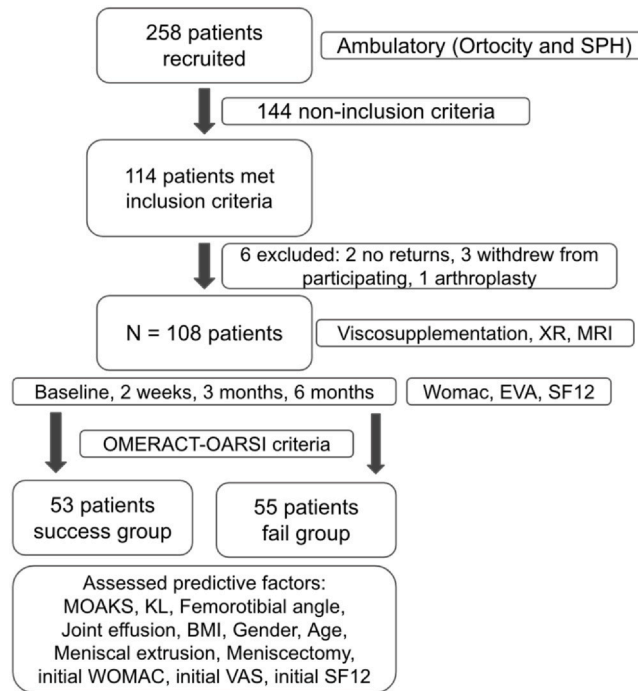 258 patients
recruited
Ambulatory (Ortocity and SPH)
144 non-inclusion criteria
114 patients met
inclusion criteria
6 excluded: 2 no returns, 3 withdrew from
participating, 1 arthroplasty
N = 108 patients
Viscosupplementation, XR, MRI
Baseline, 2 weeks, 3 months, 6 months
Womac, EVA, SF12
OMERACT-OARSI criteria
53 patients
success group
55 patients
fail group
Assessed predictive factors:
MOAKS, KL, Femorotibial angle,
Joint effusion, BMI, Gender, Age,
Meniscal extrusion, Meniscectomy,
initial WOMAC, initial VAS, initial SF12